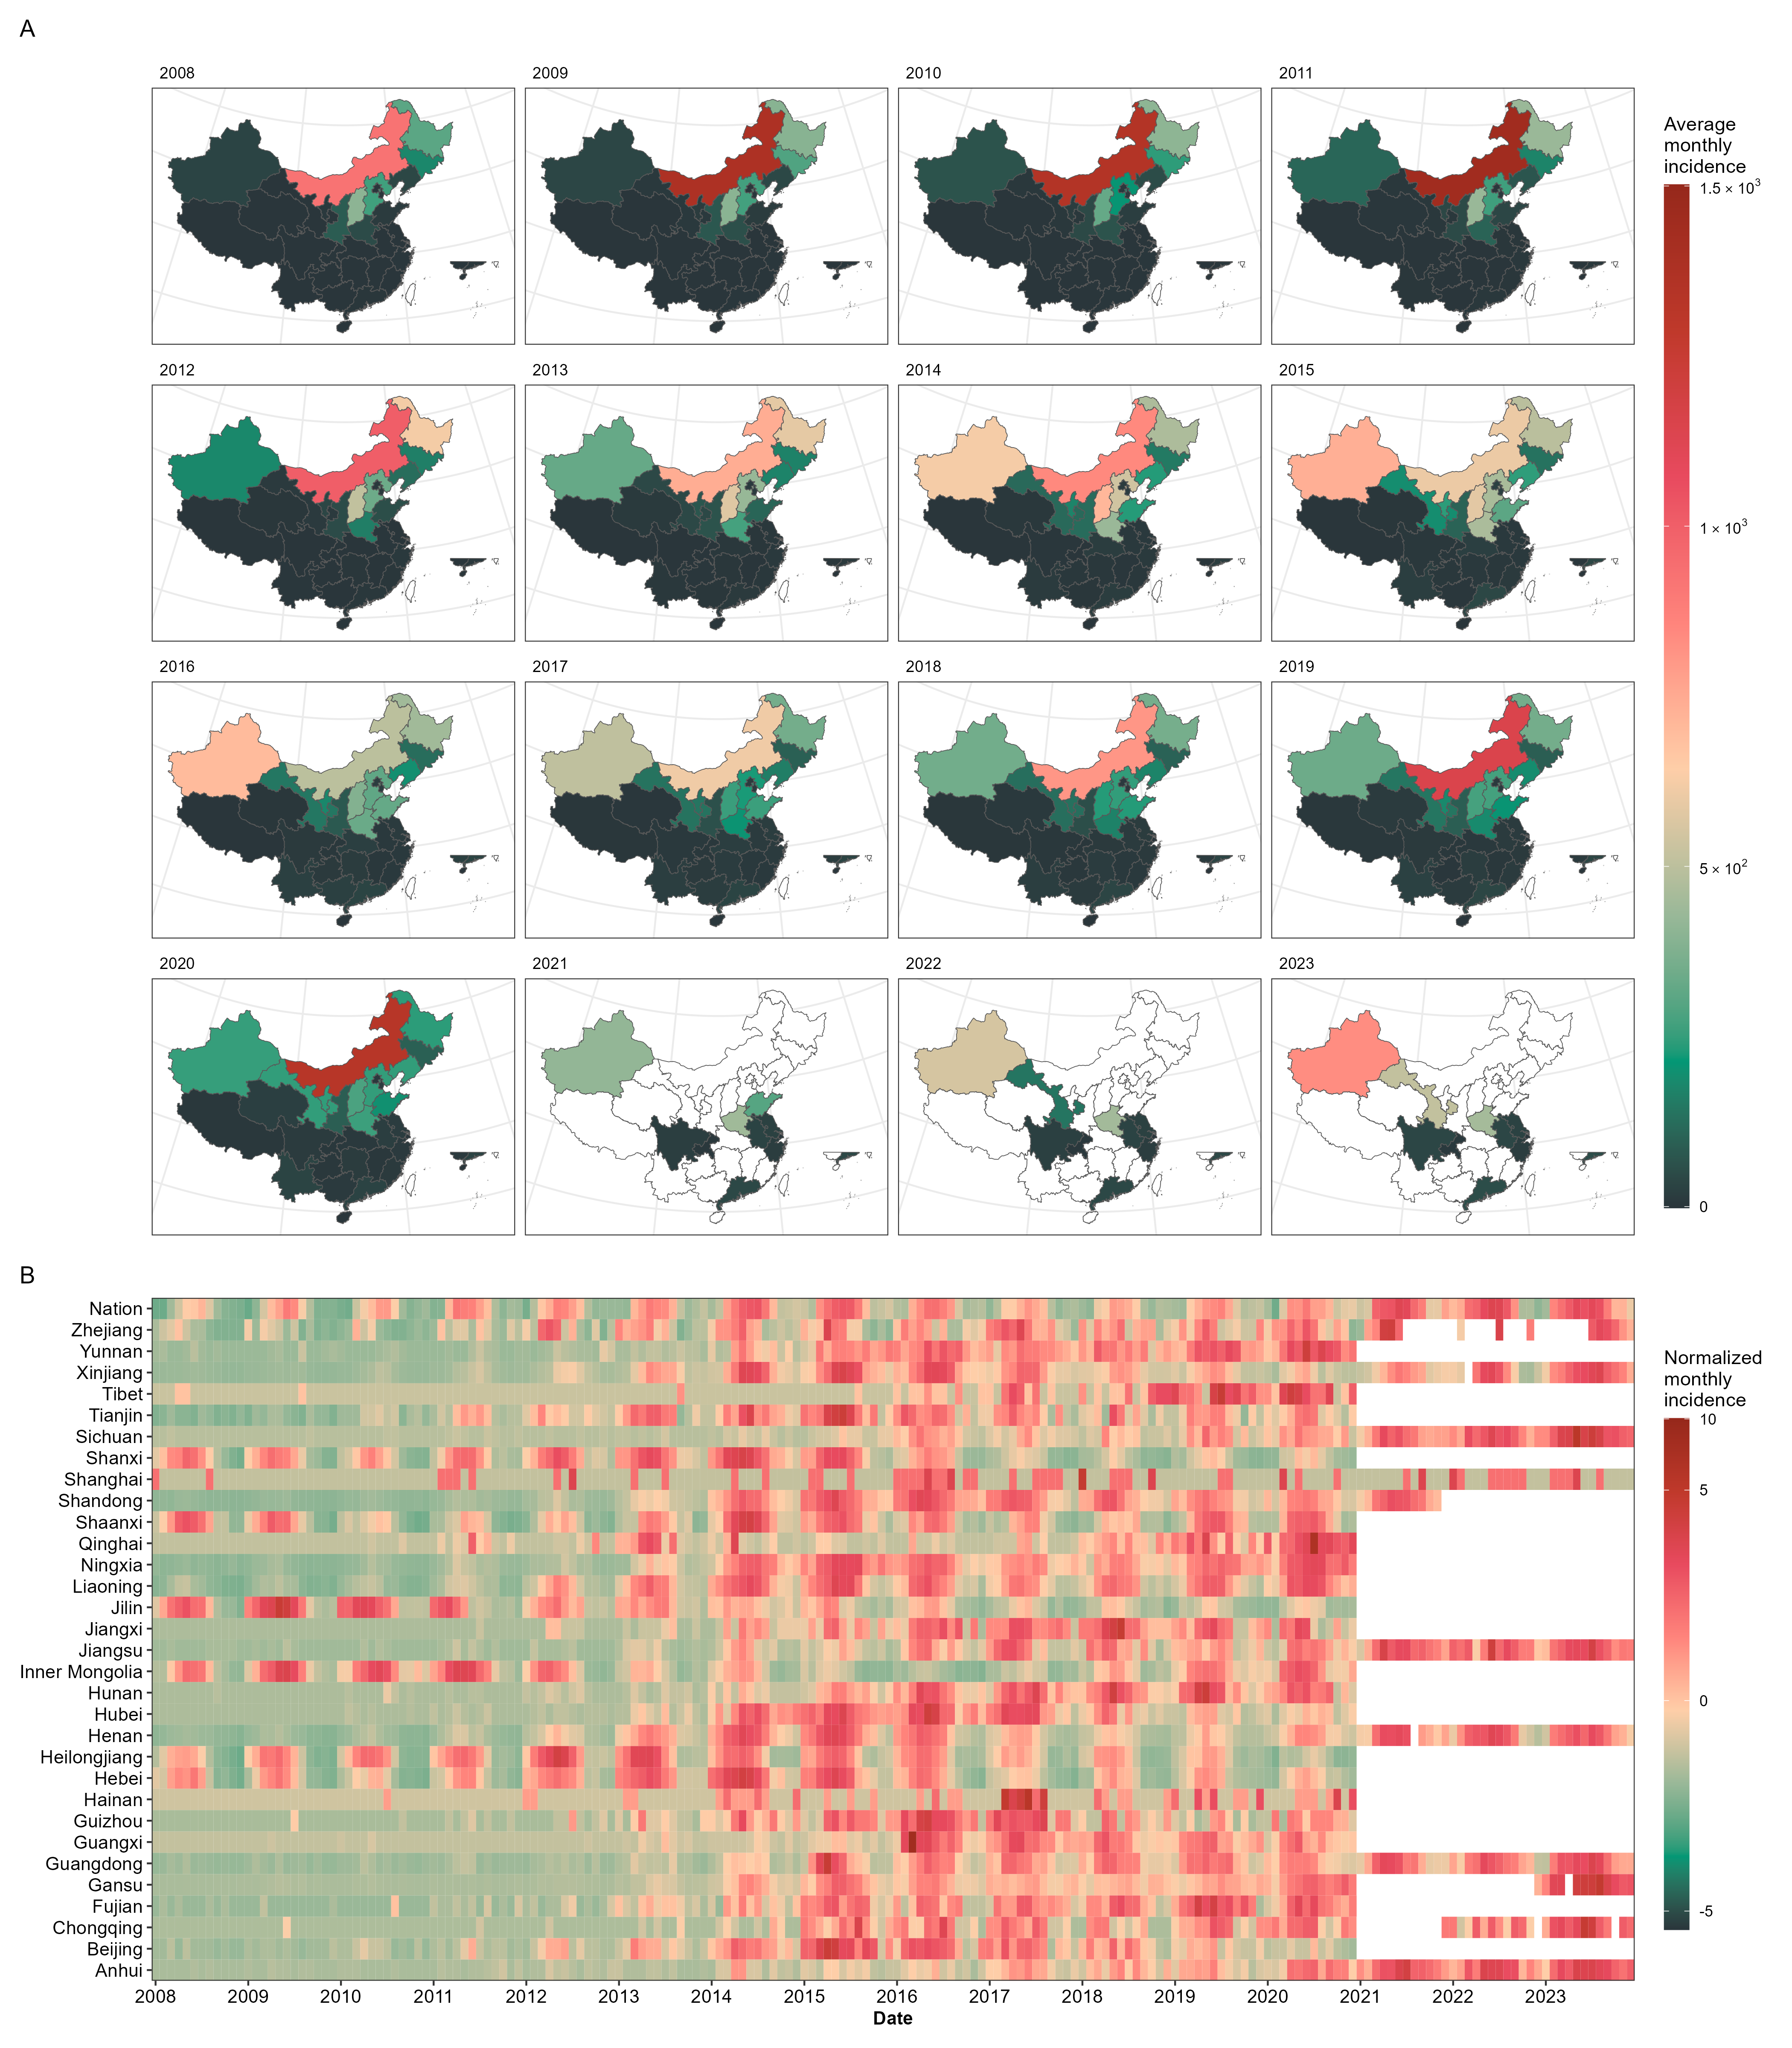 A
2008
2009
2010
2011
Average
monthly
incidence
1.5 × 10³
1 × 10³
5 × 10²
0
2012
2013
2014
2015
2016
2017
2018
2019
2020
2021
2022
2023
B
Nation
Zhejiang
Yunnan
Xinjiang
Tibet
Tianjin
Sichuan
Shanxi
Shanghai
Shandong
Shaanxi
Qinghai
Ningxia
Liaoning
Jilin
Jiangxi
Jiangsu
Inner Mongolia
Hunan
Hubei
Henan
Heilongjiang
Hebei
Hainan
Guizhou
Guangxi
Guangdong
Gansu
Fujian
Chongqing
Beijing
Anhui
2008 2009 2010 2011 2012 2013 2014 2015 2016 2017 2018 2019 2020 2021 2022 2023
Date
Normalized
monthly
incidence
10
5
0
-5